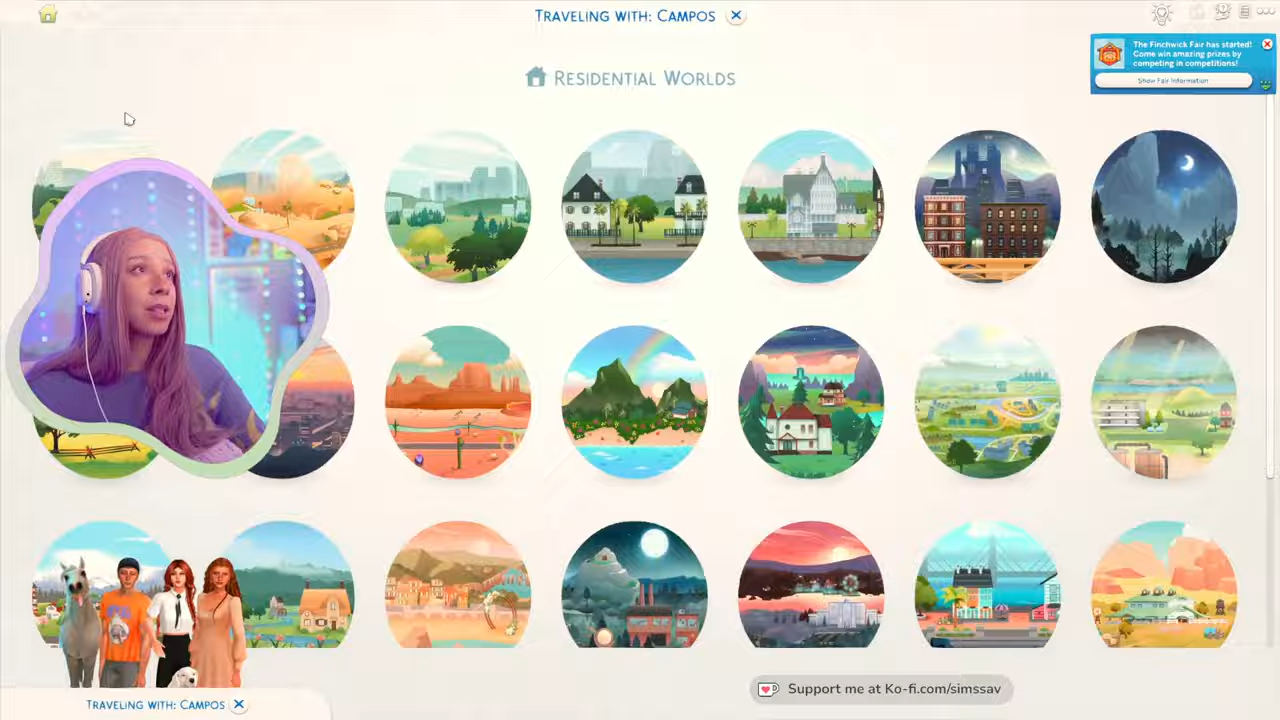 TRAVELING WITH: CAMPOS
The Finchwick Fair has started!
Come win amazing prizes by
competing in competitions!
Show Fair Information
RESIDENTIAL WORLDS
Support me at Ko-fi.com/simssav
TRAVELING WITH: CAMPOS